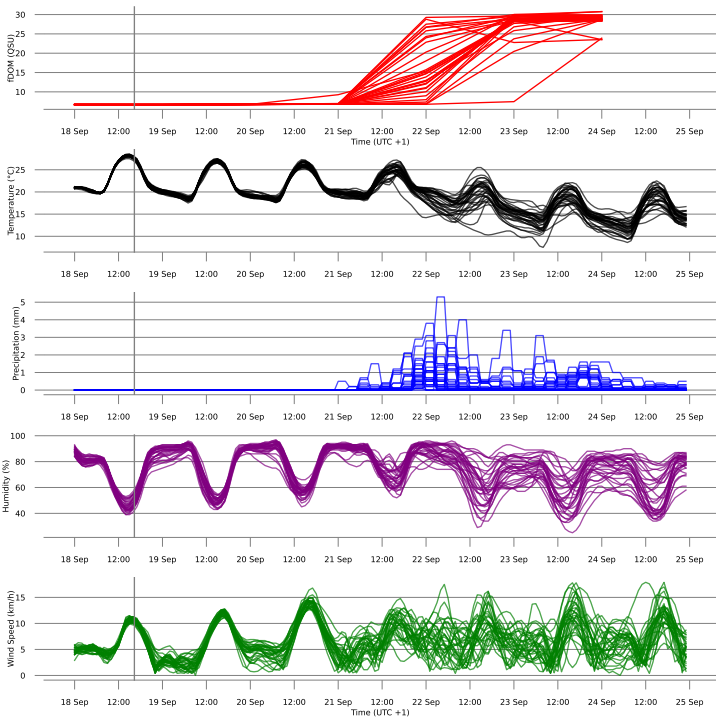 30
25
20
15
10
fDOM (QSU)
18 Sep 12:00 19 Sep 12:00 20 Sep 12:00 21 Sep 12:00 22 Sep 12:00 23 Sep 12:00 24 Sep 12:00 25 Sep
Time (UTC +1)
25
20
15
10
Temperature (°C)
18 Sep 12:00 19 Sep 12:00 20 Sep 12:00 21 Sep 12:00 22 Sep 12:00 23 Sep 12:00 24 Sep 12:00 25 Sep
5
4
3
2
1
0
Precipitation (mm)
18 Sep 12:00 19 Sep 12:00 20 Sep 12:00 21 Sep 12:00 22 Sep 12:00 23 Sep 12:00 24 Sep 12:00 25 Sep
100
80
60
40
Humidity (%)
18 Sep 12:00 19 Sep 12:00 20 Sep 12:00 21 Sep 12:00 22 Sep 12:00 23 Sep 12:00 24 Sep 12:00 25 Sep
15
10
5
0
Wind Speed (km/h)
18 Sep 12:00 19 Sep 12:00 20 Sep 12:00 21 Sep 12:00 22 Sep 12:00 23 Sep 12:00 24 Sep 12:00 25 Sep
Time (UTC +1)